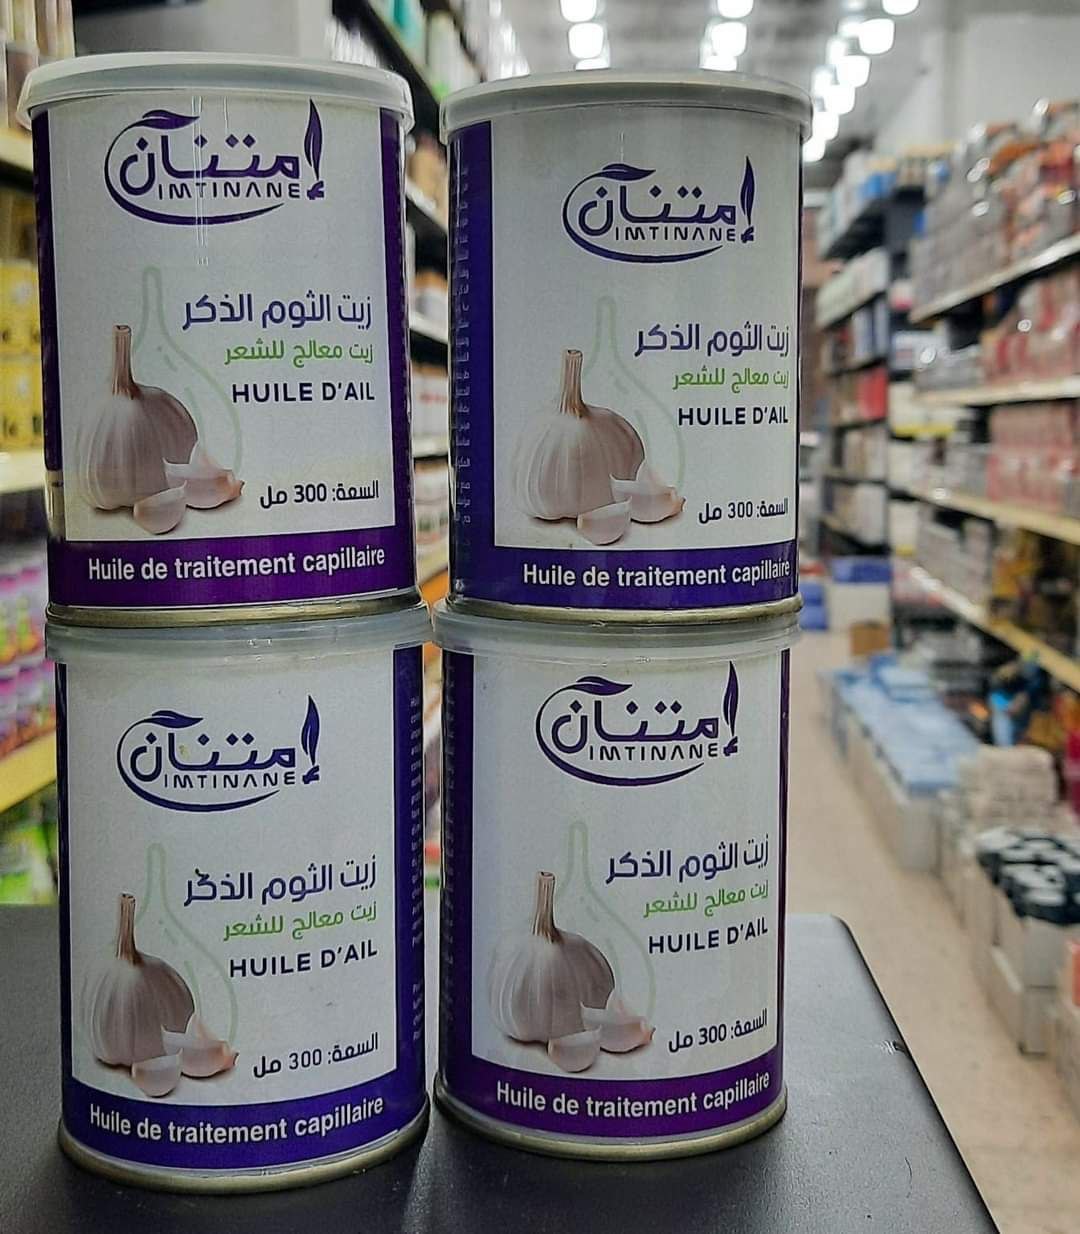 إمتنان
IMTINANE
زيت الثوم الذكر
زيت معالج للشعر
HUILE D'AIL
السعة: 300 مل
Huile de traitement capillaire
إمتنان
IMTINANE
زيت الثوم الذكر
زيت معالج للشعر
HUILE D'AIL
السعة: 300 مل
Huile de traitement capillaire
إمتنان
IMTINANE
زيت الثوم الذكر
زيت معالج للشعر
HUILE D'AIL
السعة: 300 مل
Huile de traitement capillaire
إمتنان
IMTINANE
زيت الثوم الذكر
زيت معالج للشعر
HUILE D'AIL
السعة: 300 مل
Huile de traitement capillaire